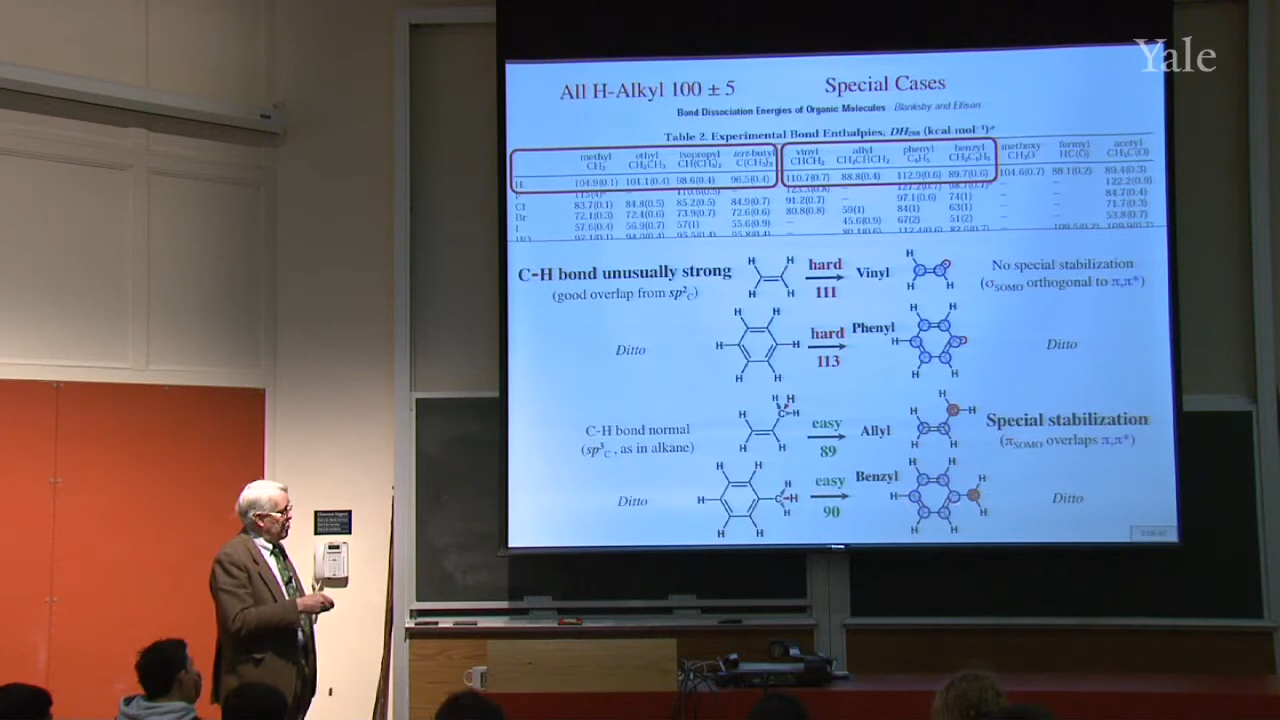 Yale
All H-Alkyl 100 ± 5 Special Cases
Bond Dissociation Energies of Organic Molecules Blanksby and Ellison
Table 2. Experimental Bond Enthalpies, DH₂₉₈ (kcal mol⁻¹)ᵃ
methyl ethyl isopropyl tert-butyl vinyl allyl phenyl benzyl methoxy formyl acetyl
CH₃ CH₃CH₂ CH(CH₃)₂ C(CH₃)₃ CHCH₂ CH₂CHCH₂ C₆H₅ CH₂C₆H₅ CH₃O HC(O) CH₃C(O)
H 104.9(0.1) 101.1(0.4) 98.6(0.4) 96.5(0.4) 110.7(0.7) 88.8(0.4) 112.9(0.6) 89.7(0.6) 104.6(0.7) 88.1(0.2) 89.4(0.3)
– – – – 122.2(0.9)
Cl 83.7(0.1) 84.8(0.5) 85.2(0.5) 84.9(0.7) 91.2(0.7) – 97.1(0.6) 74(1) – – 84.7(0.4)
Br 72.1(0.3) 72.4(0.6) 73.9(0.7) 72.6(0.6) 80.8(0.8) 59(1) 84(1) 63(1) – – 71.7(0.3)
I 57.6(0.4) 56.9(0.7) 57(1) 55.6(0.9) – 45.6(0.9) 67(2) 51(2) – – 53.8(0.7)
C-H bond unusually strong
(good overlap from sp²C)
H H
H H
hard
111
Vinyl
H
H H
No special stabilization
(σSOMO orthogonal to π,π*)
Ditto
H H
H H
H H
hard
113
Phenyl
H H
H
H H
Ditto
C-H bond normal
(sp³C, as in alkane)
H H
H C H
H H
easy
89
Allyl
H H
H
H H
Special stabilization
(πSOMO overlaps π,π*)
Ditto
H H
H C H
H
H
H H
easy
90
Benzyl
H H
H H
H
H H
Ditto